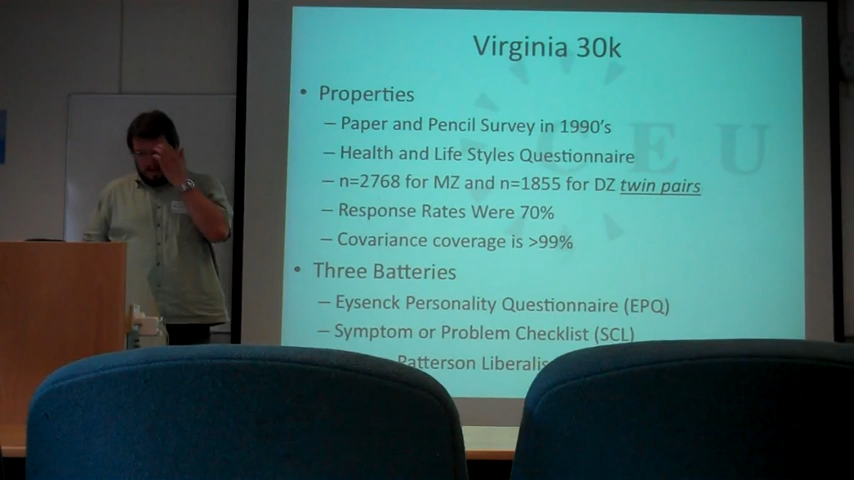 Virginia 30k
• Properties
– Paper and Pencil Survey in 1990's
– Health and Life Styles Questionnaire
– n=2768 for MZ and n=1855 for DZ twin pairs
– Response Rates Were 70%
– Covariance coverage is >99%
• Three Batteries
– Eysenck Personality Questionnaire (EPQ)
– Symptom or Problem Checklist (SCL)
Patterson
C E U